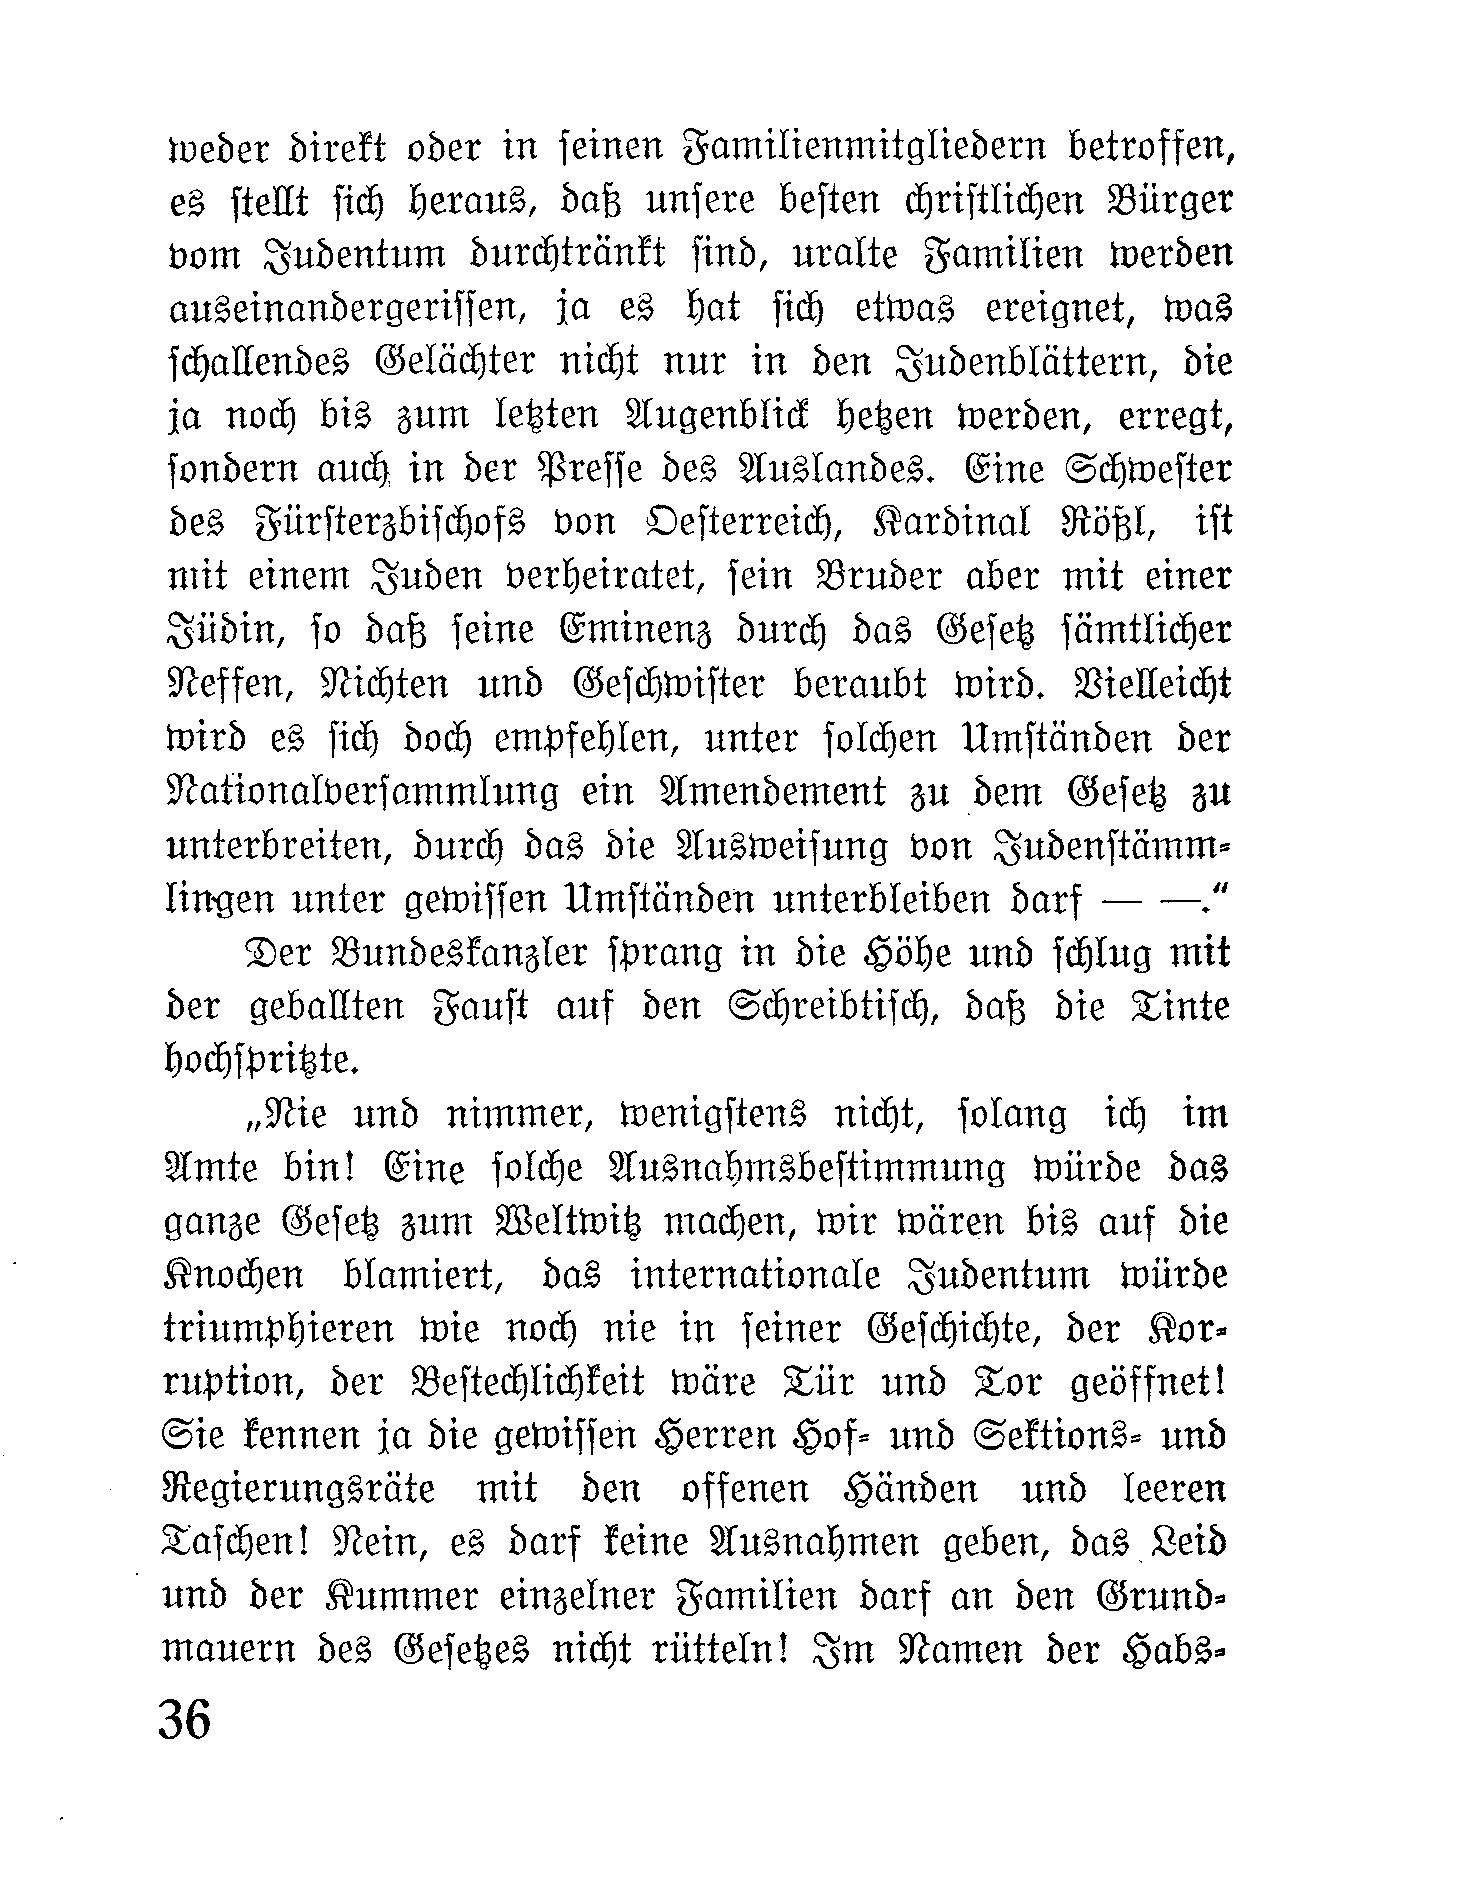 weder direkt oder in seinen Familienmitgliedern betroffen,
es stellt sich heraus, daß unsere besten christlichen Bürger
vom Judentum durchtränkt sind, uralte Familien werden
auseinandergerissen, ja es hat sich etwas ereignet, was
schallendes Gelächter nicht nur in den Judenblättern, die
ja noch bis zum letzten Augenblick hetzen werden, erregt,
sondern auch in der Presse des Auslandes. Eine Schwester
des Fürsterzbischofs von Oesterreich, Kardinal Rößl, ist
mit einem Juden verheiratet, sein Bruder aber mit einer
Jüdin, so daß seine Eminenz durch das Gesetz sämtlicher
Neffen, Nichten und Geschwister beraubt wird. Vielleicht
wird es sich doch empfehlen, unter solchen Umständen der
Nationalversammlung ein Amendement zu dem Gesetz zu
unterbreiten, durch das die Ausweisung von Judenstämm-
lingen unter gewissen Umständen unterbleiben darf — —.“
Der Bundeskanzler sprang in die Höhe und schlug mit
der geballten Faust auf den Schreibtisch, daß die Tinte
hochspritzte.
„Nie und nimmer, wenigstens nicht, solang ich im
Amte bin! Eine solche Ausnahmsbestimmung würde das
ganze Gesetz zum Weltwitz machen, wir wären bis auf die
Knochen blamiert, das internationale Judentum würde
triumphieren wie noch nie in seiner Geschichte, der Kor-
ruption, der Bestechlichkeit wäre Tür und Tor geöffnet!
Sie kennen ja die gewissen Herren Hof- und Sektions- und
Regierungsräte mit den offenen Händen und leeren
Taschen! Nein, es darf keine Ausnahmen geben, das Leid
und der Kummer einzelner Familien darf an den Grund-
mauern des Gesetzes nicht rütteln! Im Namen der Habs-
36